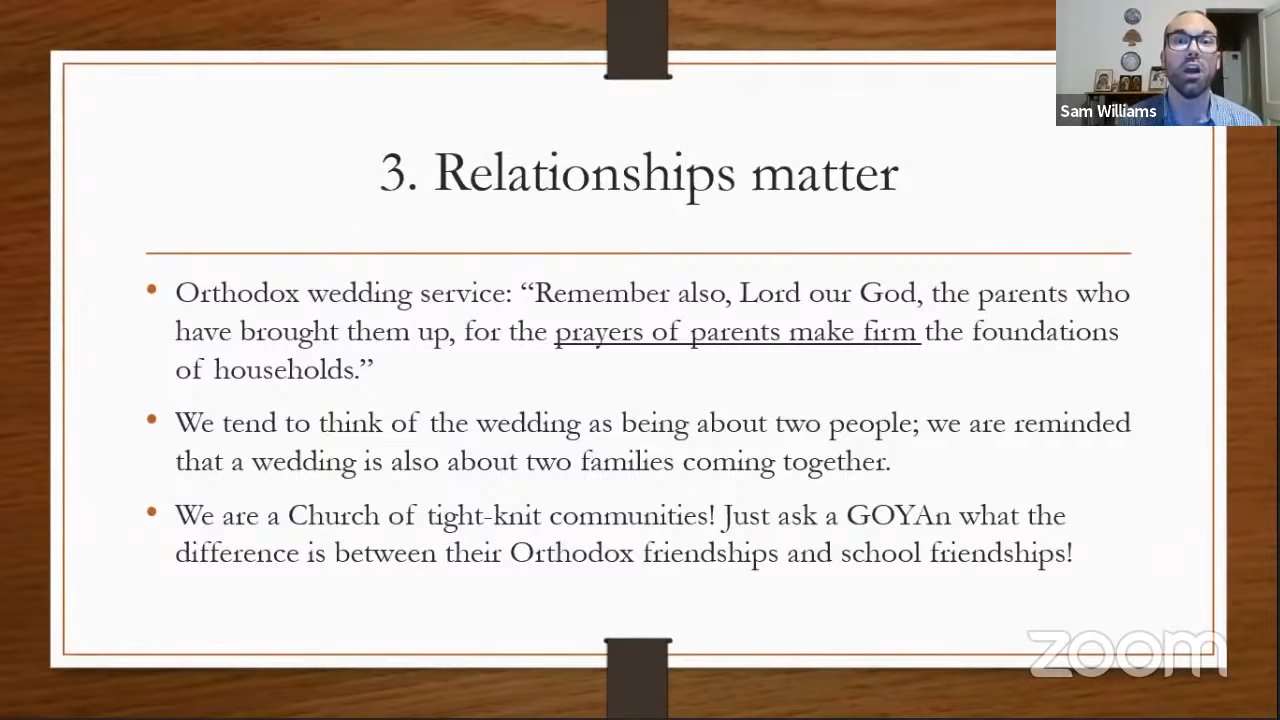 Sam Williams
3. Relationships matter
• Orthodox wedding service: “Remember also, Lord our God, the parents who
have brought them up, for the prayers of parents make firm the foundations
of households.”
• We tend to think of the wedding as being about two people; we are reminded
that a wedding is also about two families coming together.
• We are a Church of tight-knit communities! Just ask a GOYAn what the
difference is between their Orthodox friendships and school friendships!
zoom